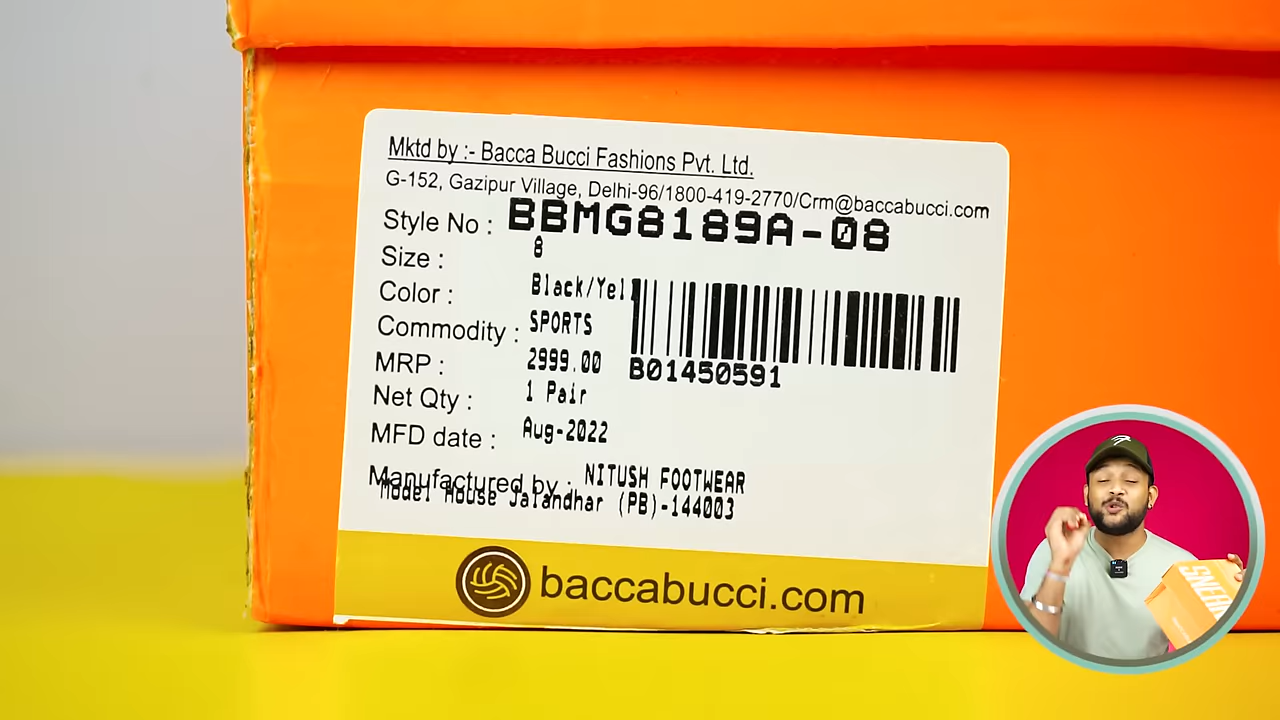 Mktd by :- Bacca Bucci Fashions Pvt. Ltd.
G-152, Gazipur Village, Delhi-96/1800-419-2770/Crm@baccabucci.com
Style No : BBMG8189A-08
Size : 8
Color : Black/Yell
Commodity : SPORTS
MRP : 2999.00
B01450591
Net Qty : 1 Pair
MFD date : Aug-2022
Manufactured by : NITUSH FOOTWEAR
Model House Jalandhar (PB)-144003
baccabucci.com